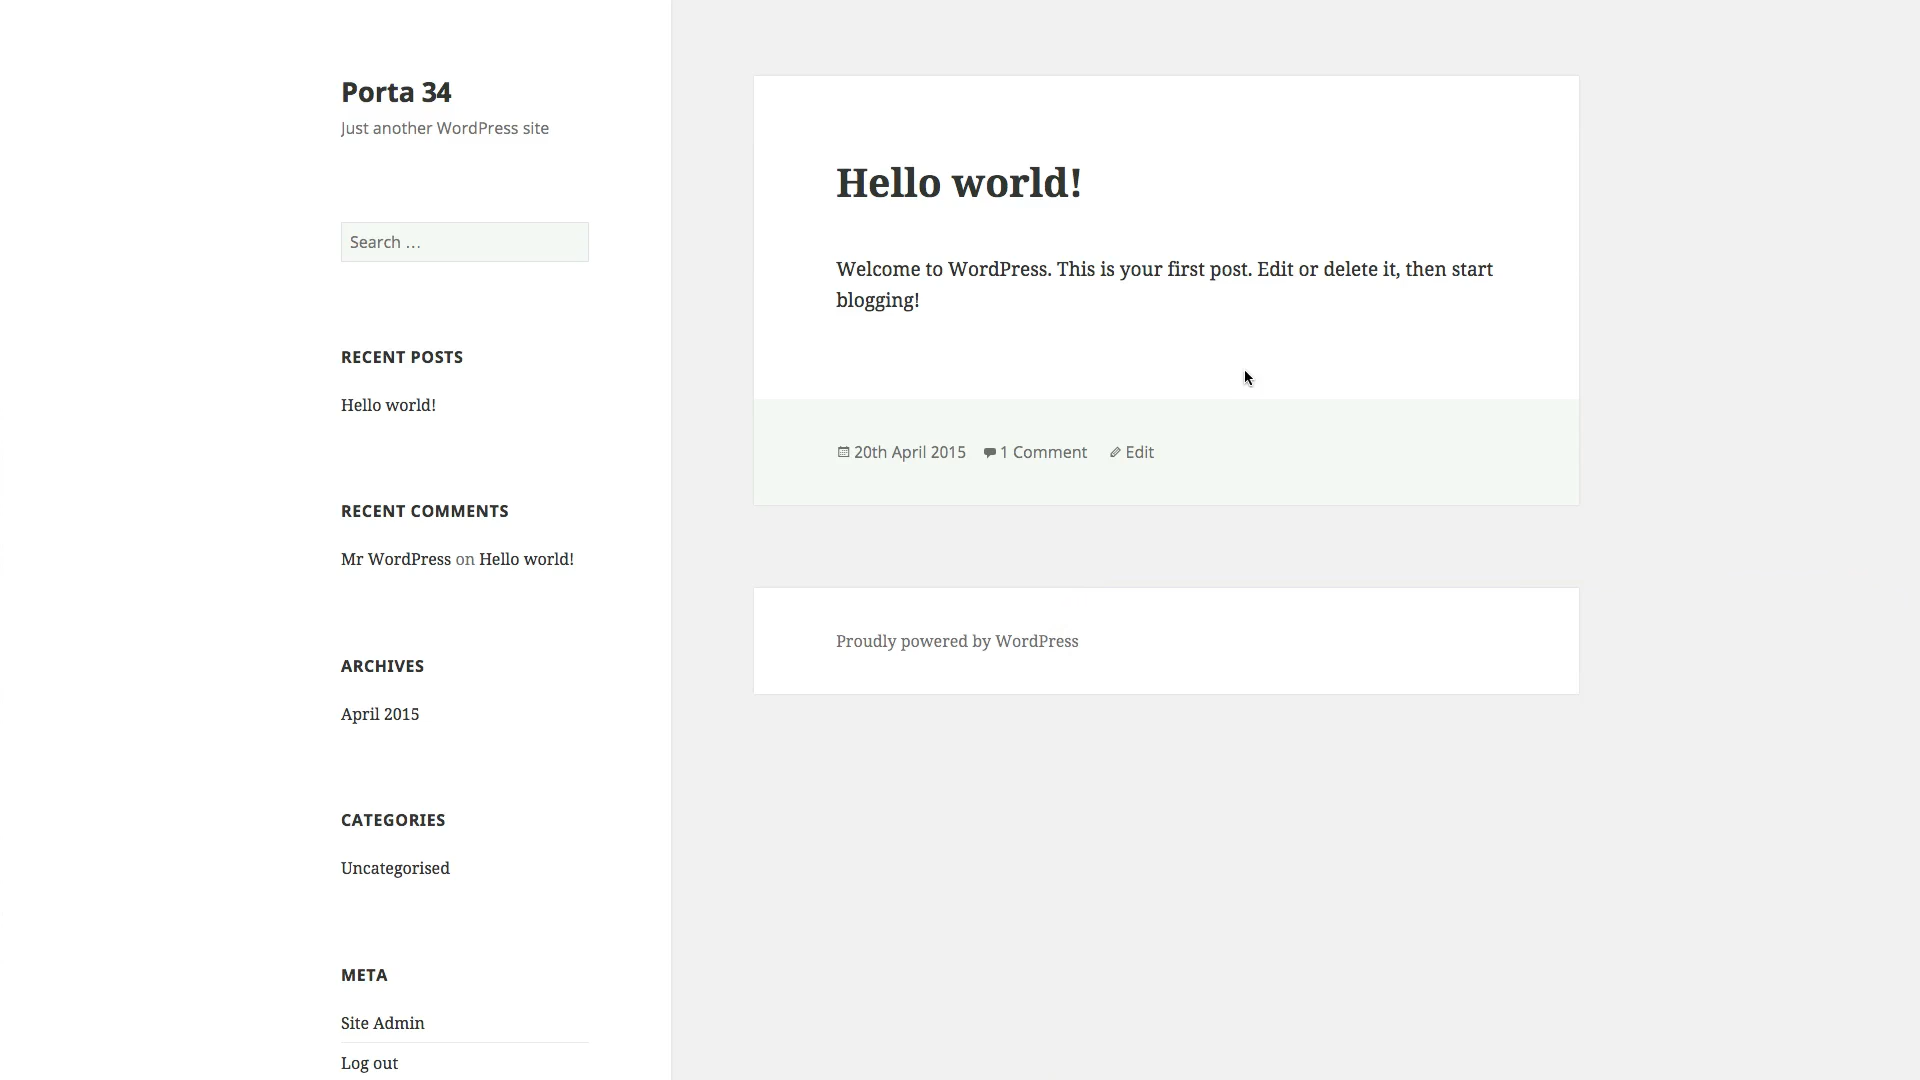 Porta 34
Just another WordPress site
Search …
RECENT POSTS
Hello world!
RECENT COMMENTS
Mr WordPress on Hello world!
ARCHIVES
April 2015
CATEGORIES
Uncategorised
META
Site Admin
Log out
Hello world!
Welcome to WordPress. This is your first post. Edit or delete it, then start
blogging!
20th April 2015 1 Comment Edit
Proudly powered by WordPress